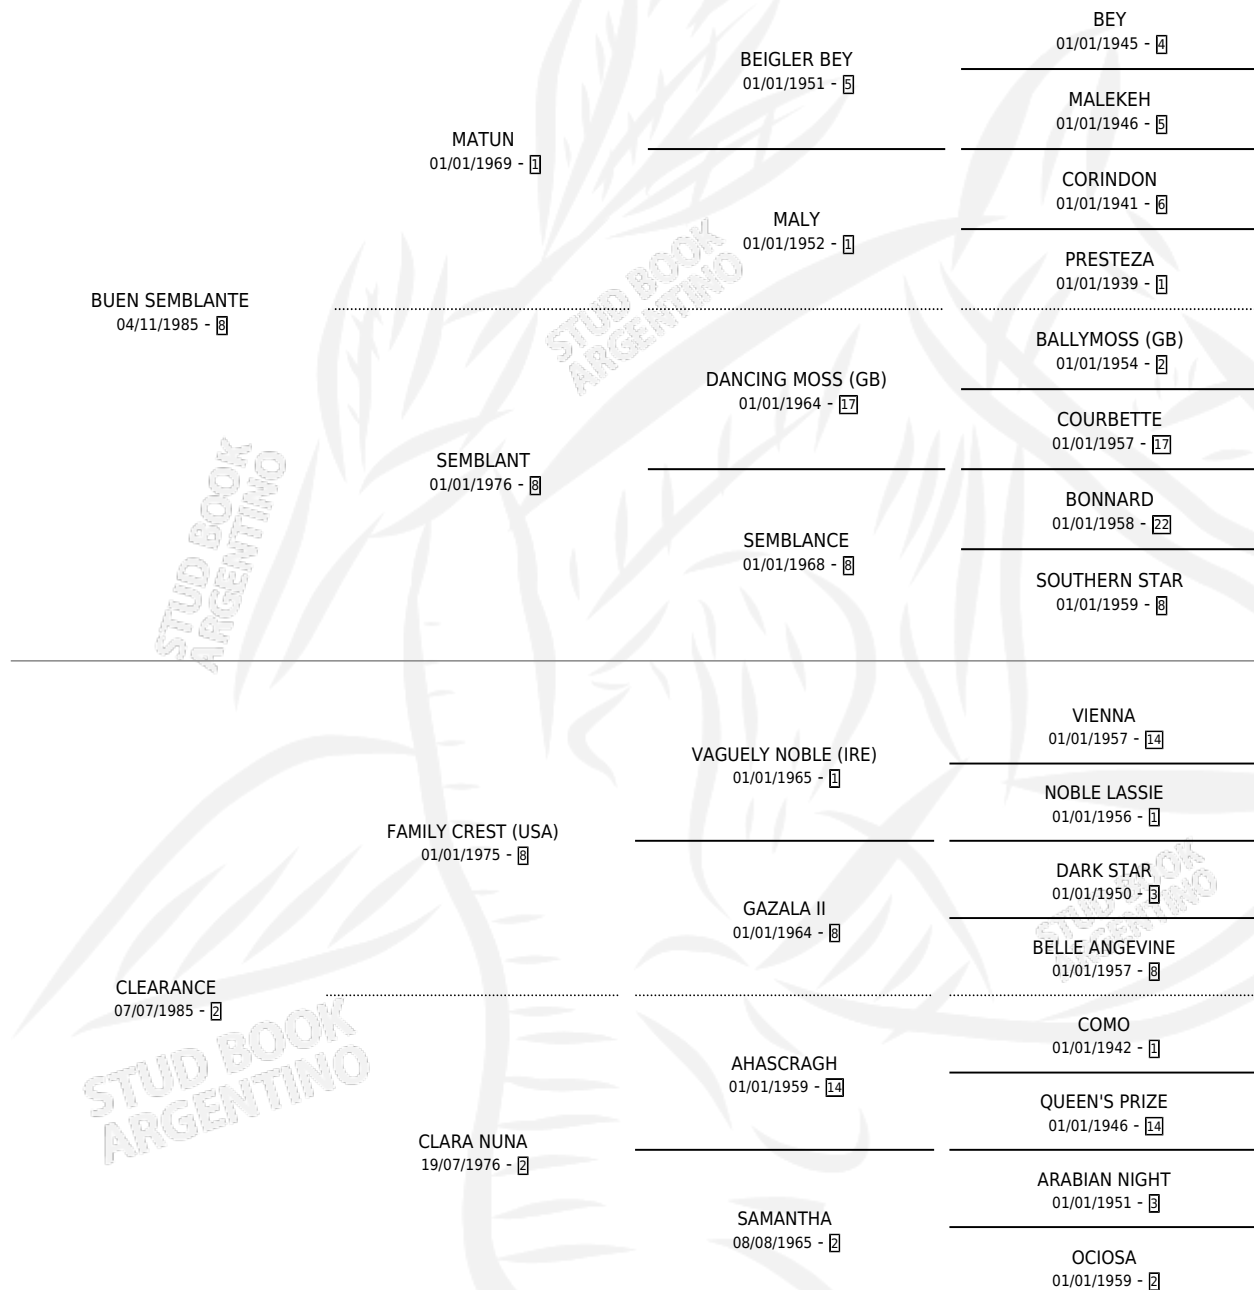 BEY
01/01/1945 - 4
BEIGLER BEY
01/01/1951 - 5
MALEKEH
01/01/1946 - 5
MATUN
01/01/1969 - 1
CORINDON
01/01/1941 - 6
MALY
01/01/1952 - 1
PRESTEZA
01/01/1939 - 1
BUEN SEMBLANTE
04/11/1985 - 8
STUD BOOK
ARGENTINO
BALLYMOSS (GB)
01/01/1954 - 2
DANCING MOSS (GB)
01/01/1964 - 17
COURBETTE
01/01/1957 - 17
SEMBLANT
01/01/1976 - 8
BONNARD
01/01/1958 - 22
SEMBLANCE
01/01/1968 - 8
SOUTHERN STAR
01/01/1959 - 8
STUD BOOK
ARGENTINO
VIENNA
01/01/1957 - 14
VAGUELY NOBLE (IRE)
01/01/1965 - 1
NOBLE LASSIE
01/01/1956 - 1
FAMILY CREST (USA)
01/01/1975 - 8
DARK STAR
01/01/1950 - 3
GAZALA II
01/01/1964 - 8
BELLE ANGEVINE
01/01/1957 - 8
STUD BOOK
ARGENTINO
CLEARANCE
07/07/1985 - 2
COMO
01/01/1942 - 1
AHASCRAGH
01/01/1959 - 14
QUEEN'S PRIZE
01/01/1946 - 14
STUD BOOK
ARGENTINO
CLARA NUNA
19/07/1976 - 2
ARABIAN NIGHT
01/01/1951 - 3
SAMANTHA
08/08/1965 - 2
OCIOSA
01/01/1959 - 2